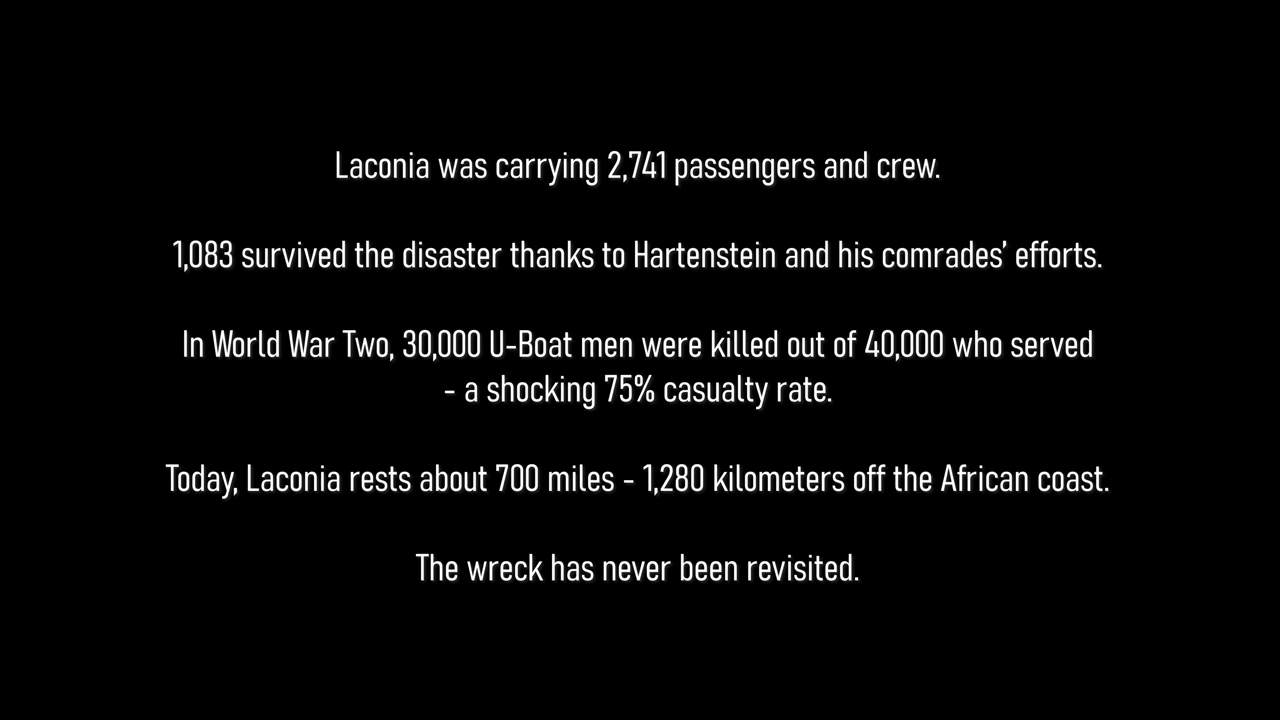 Laconia was carrying 2,741 passengers and crew.
1,083 survived the disaster thanks to Hartenstein and his comrades’ efforts.
In World War Two, 30,000 U-Boat men were killed out of 40,000 who served
- a shocking 75% casualty rate.
Today, Laconia rests about 700 miles - 1,280 kilometers off the African coast.
The wreck has never been revisited.